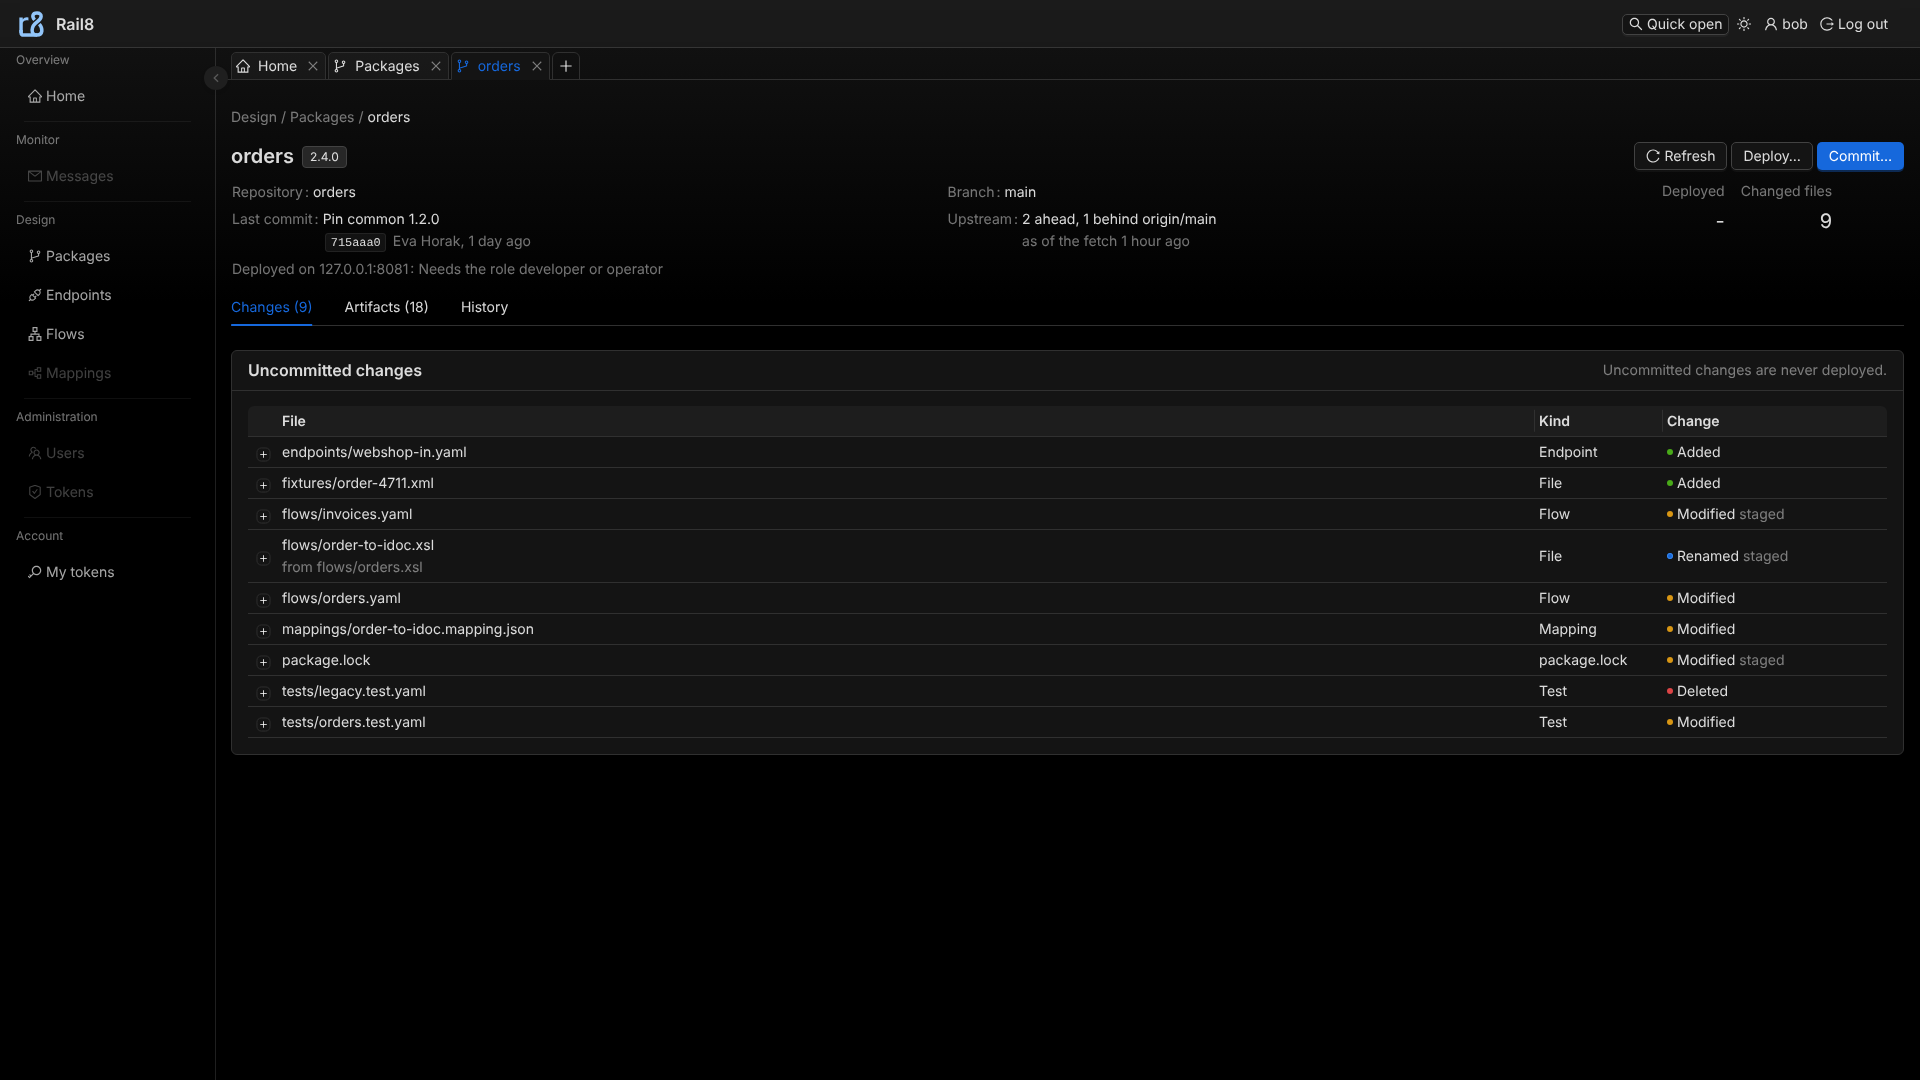 r8 Rail8
Quick open
bob
Log out
Overview
Home
Monitor
Messages
Design
Packages
Endpoints
Flows
Mappings
Administration
Users
Tokens
Account
My tokens
Home
Packages
orders
Design / Packages / orders
orders 2.4.0
Refresh
Deploy...
Commit...
Repository: orders
Branch: main
Deployed
Changed files
Last commit: Pin common 1.2.0
Upstream: 2 ahead, 1 behind origin/main
-
9
715aaa0 Eva Horak, 1 day ago
as of the fetch 1 hour ago
Deployed on 127.0.0.1:8081: Needs the role developer or operator
Changes (9)
Artifacts (18)
History
Uncommitted changes
Uncommitted changes are never deployed.
File Kind Change
endpoints/webshop-in.yaml Endpoint Added
fixtures/order-4711.xml File Added
flows/invoices.yaml Flow Modified staged
flows/order-to-idoc.xsl File Renamed staged
from flows/orders.xsl
flows/orders.yaml Flow Modified
mappings/order-to-idoc.mapping.json Mapping Modified
package.lock package.lock Modified staged
tests/legacy.test.yaml Test Deleted
tests/orders.test.yaml Test Modified